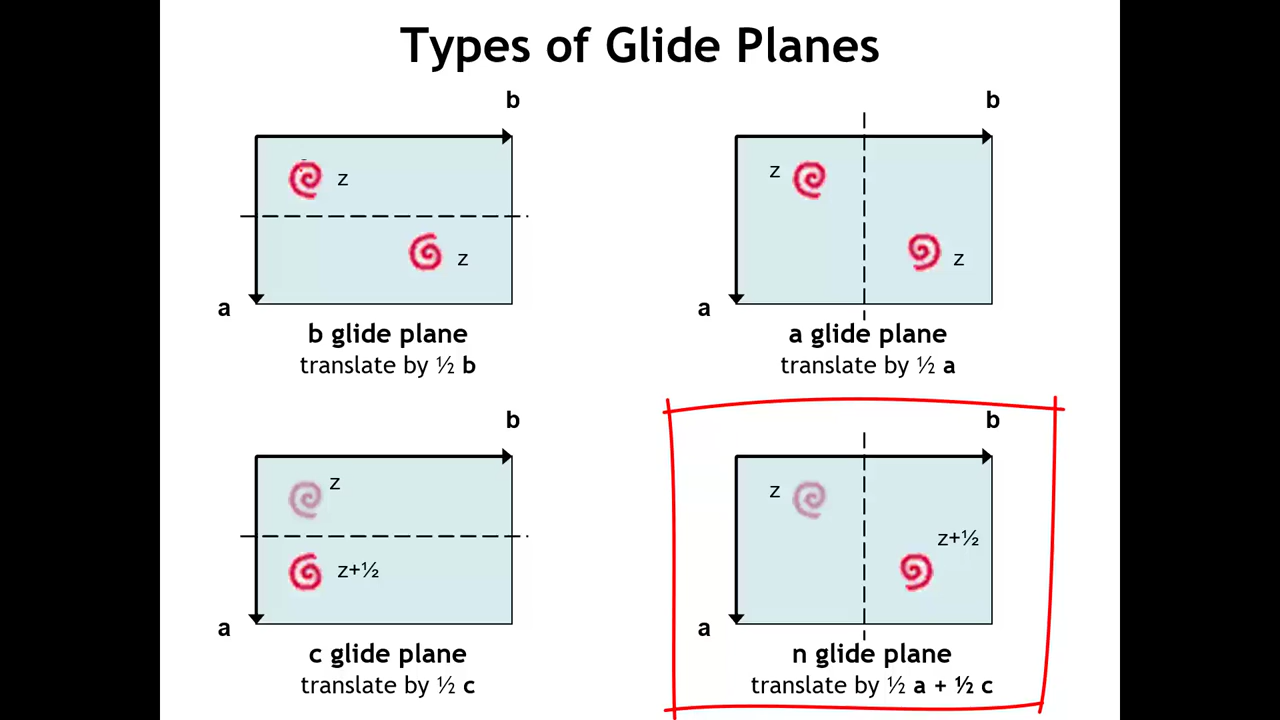 Types of Glide Planes
b
z
z
a
b glide plane
translate by ½ b
b
z
z
a
a glide plane
translate by ½ a
b
z
z+½
a
c glide plane
translate by ½ c
b
z
z+½
a
n glide plane
translate by ½ a + ½ c